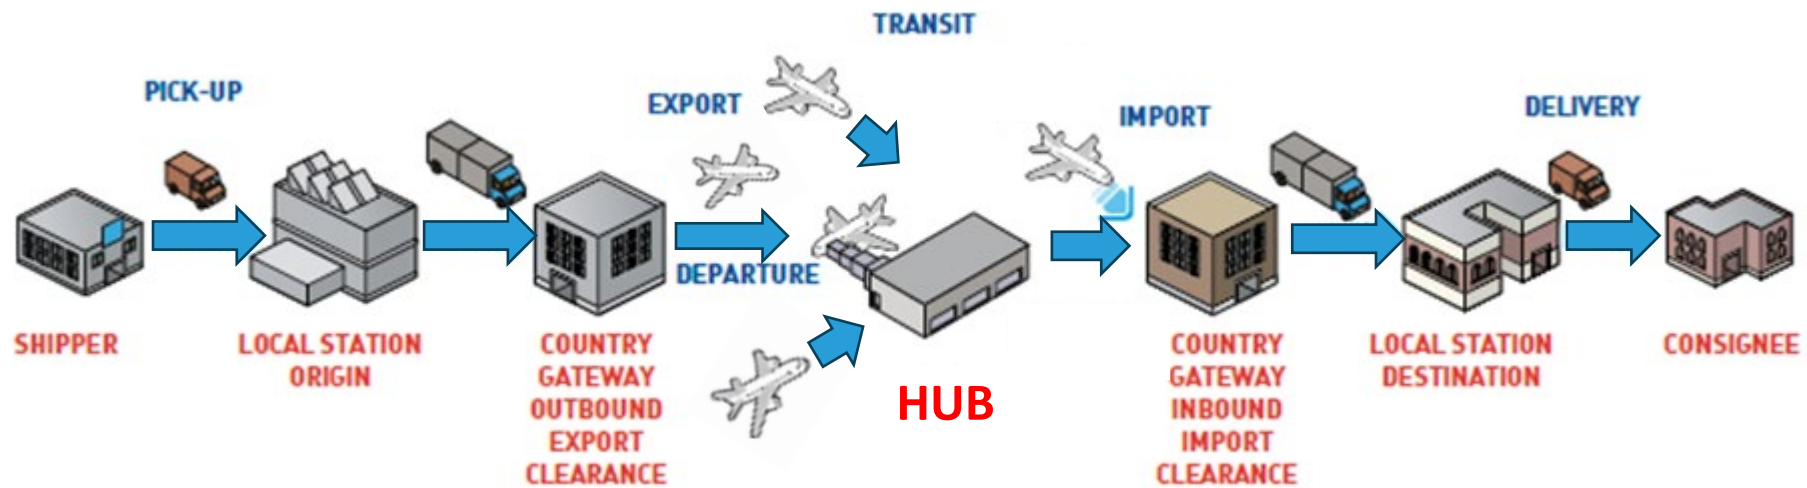 TRANSIT
PICK-UP
EXPORT
IMPORT
DELIVERY
DEPARTURE
SHIPPER
LOCAL STATION
ORIGIN
COUNTRY
GATEWAY
OUTBOUND
EXPORT
CLEARANCE
HUB
COUNTRY
GATEWAY
INBOUND
IMPORT
CLEARANCE
LOCAL STATION
DESTINATION
CONSIGNEE